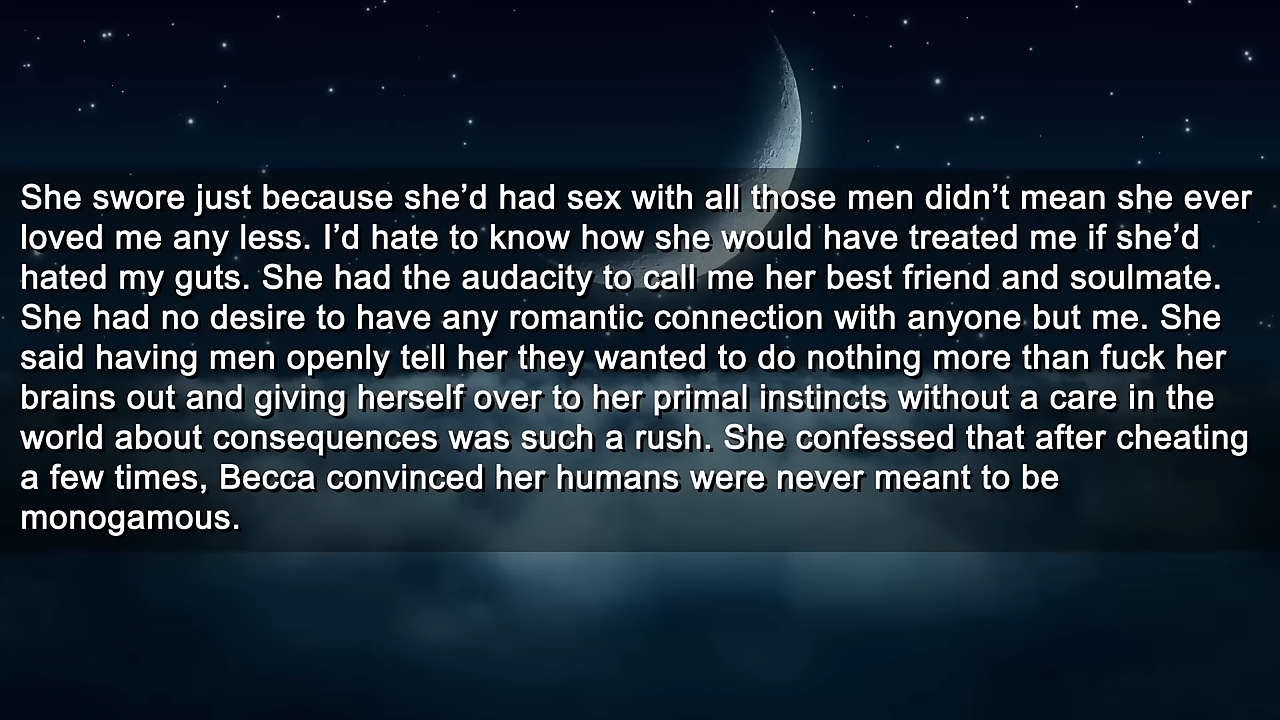 She swore just because she’d had sex with all those men didn’t mean she ever
loved me any less. I’d hate to know how she would have treated me if she’d
hated my guts. She had the audacity to call me her best friend and soulmate.
She had no desire to have any romantic connection with anyone but me. She
said having men openly tell her they wanted to do nothing more than fuck her
brains out and giving herself over to her primal instincts without a care in the
world about consequences was such a rush. She confessed that after cheating
a few times, Becca convinced her humans were never meant to be
monogamous.